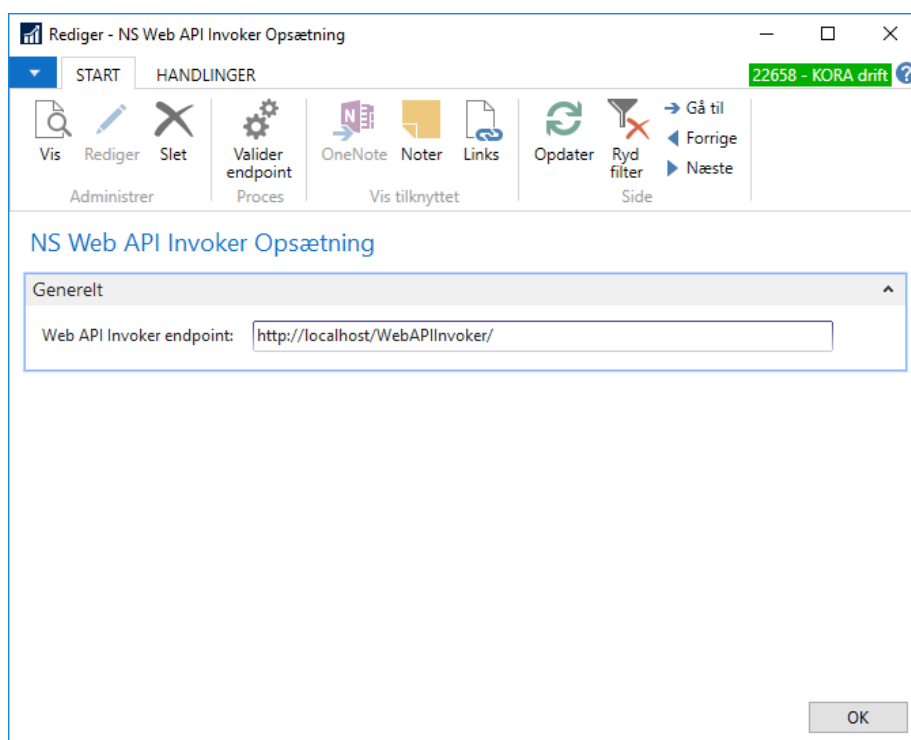 Rediger - NS Web API Invoker Opsætning
START HANDLINGER 22658 - KORA drift ?
Vis Rediger Slet Valider endpoint OneNote Noter Links Opdater Ryd filter
Gå til
Forrige
Næste
Administrer Proces Vis tilknyttet Side
NS Web API Invoker Opsætning
Generelt
Web API Invoker endpoint: http://localhost/WebAPIInvoker/
OK